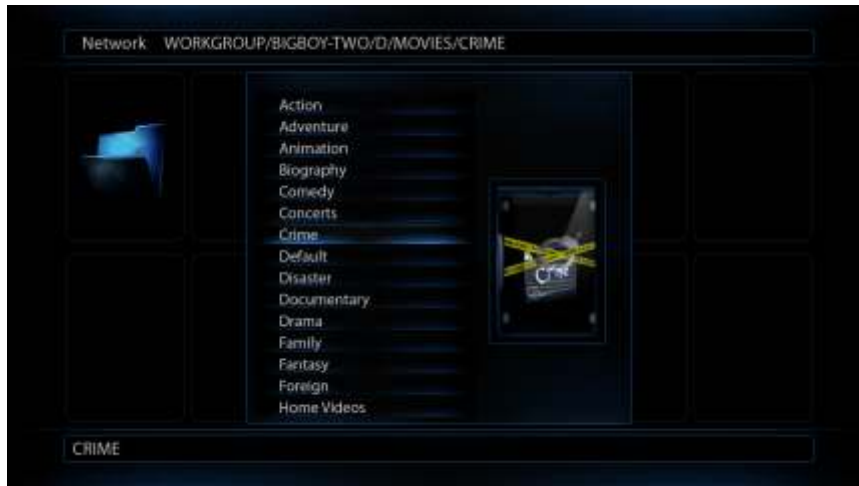 Network WORKGROUP/BIGBOY-TWO/D/MOVIES/CRIME
Action
Adventure
Animation
Biography
Comedy
Concerts
Crime
Default
Disaster
Documentary
Drama
Family
Fantasy
Foreign
Home Videos
Crime
CRIME